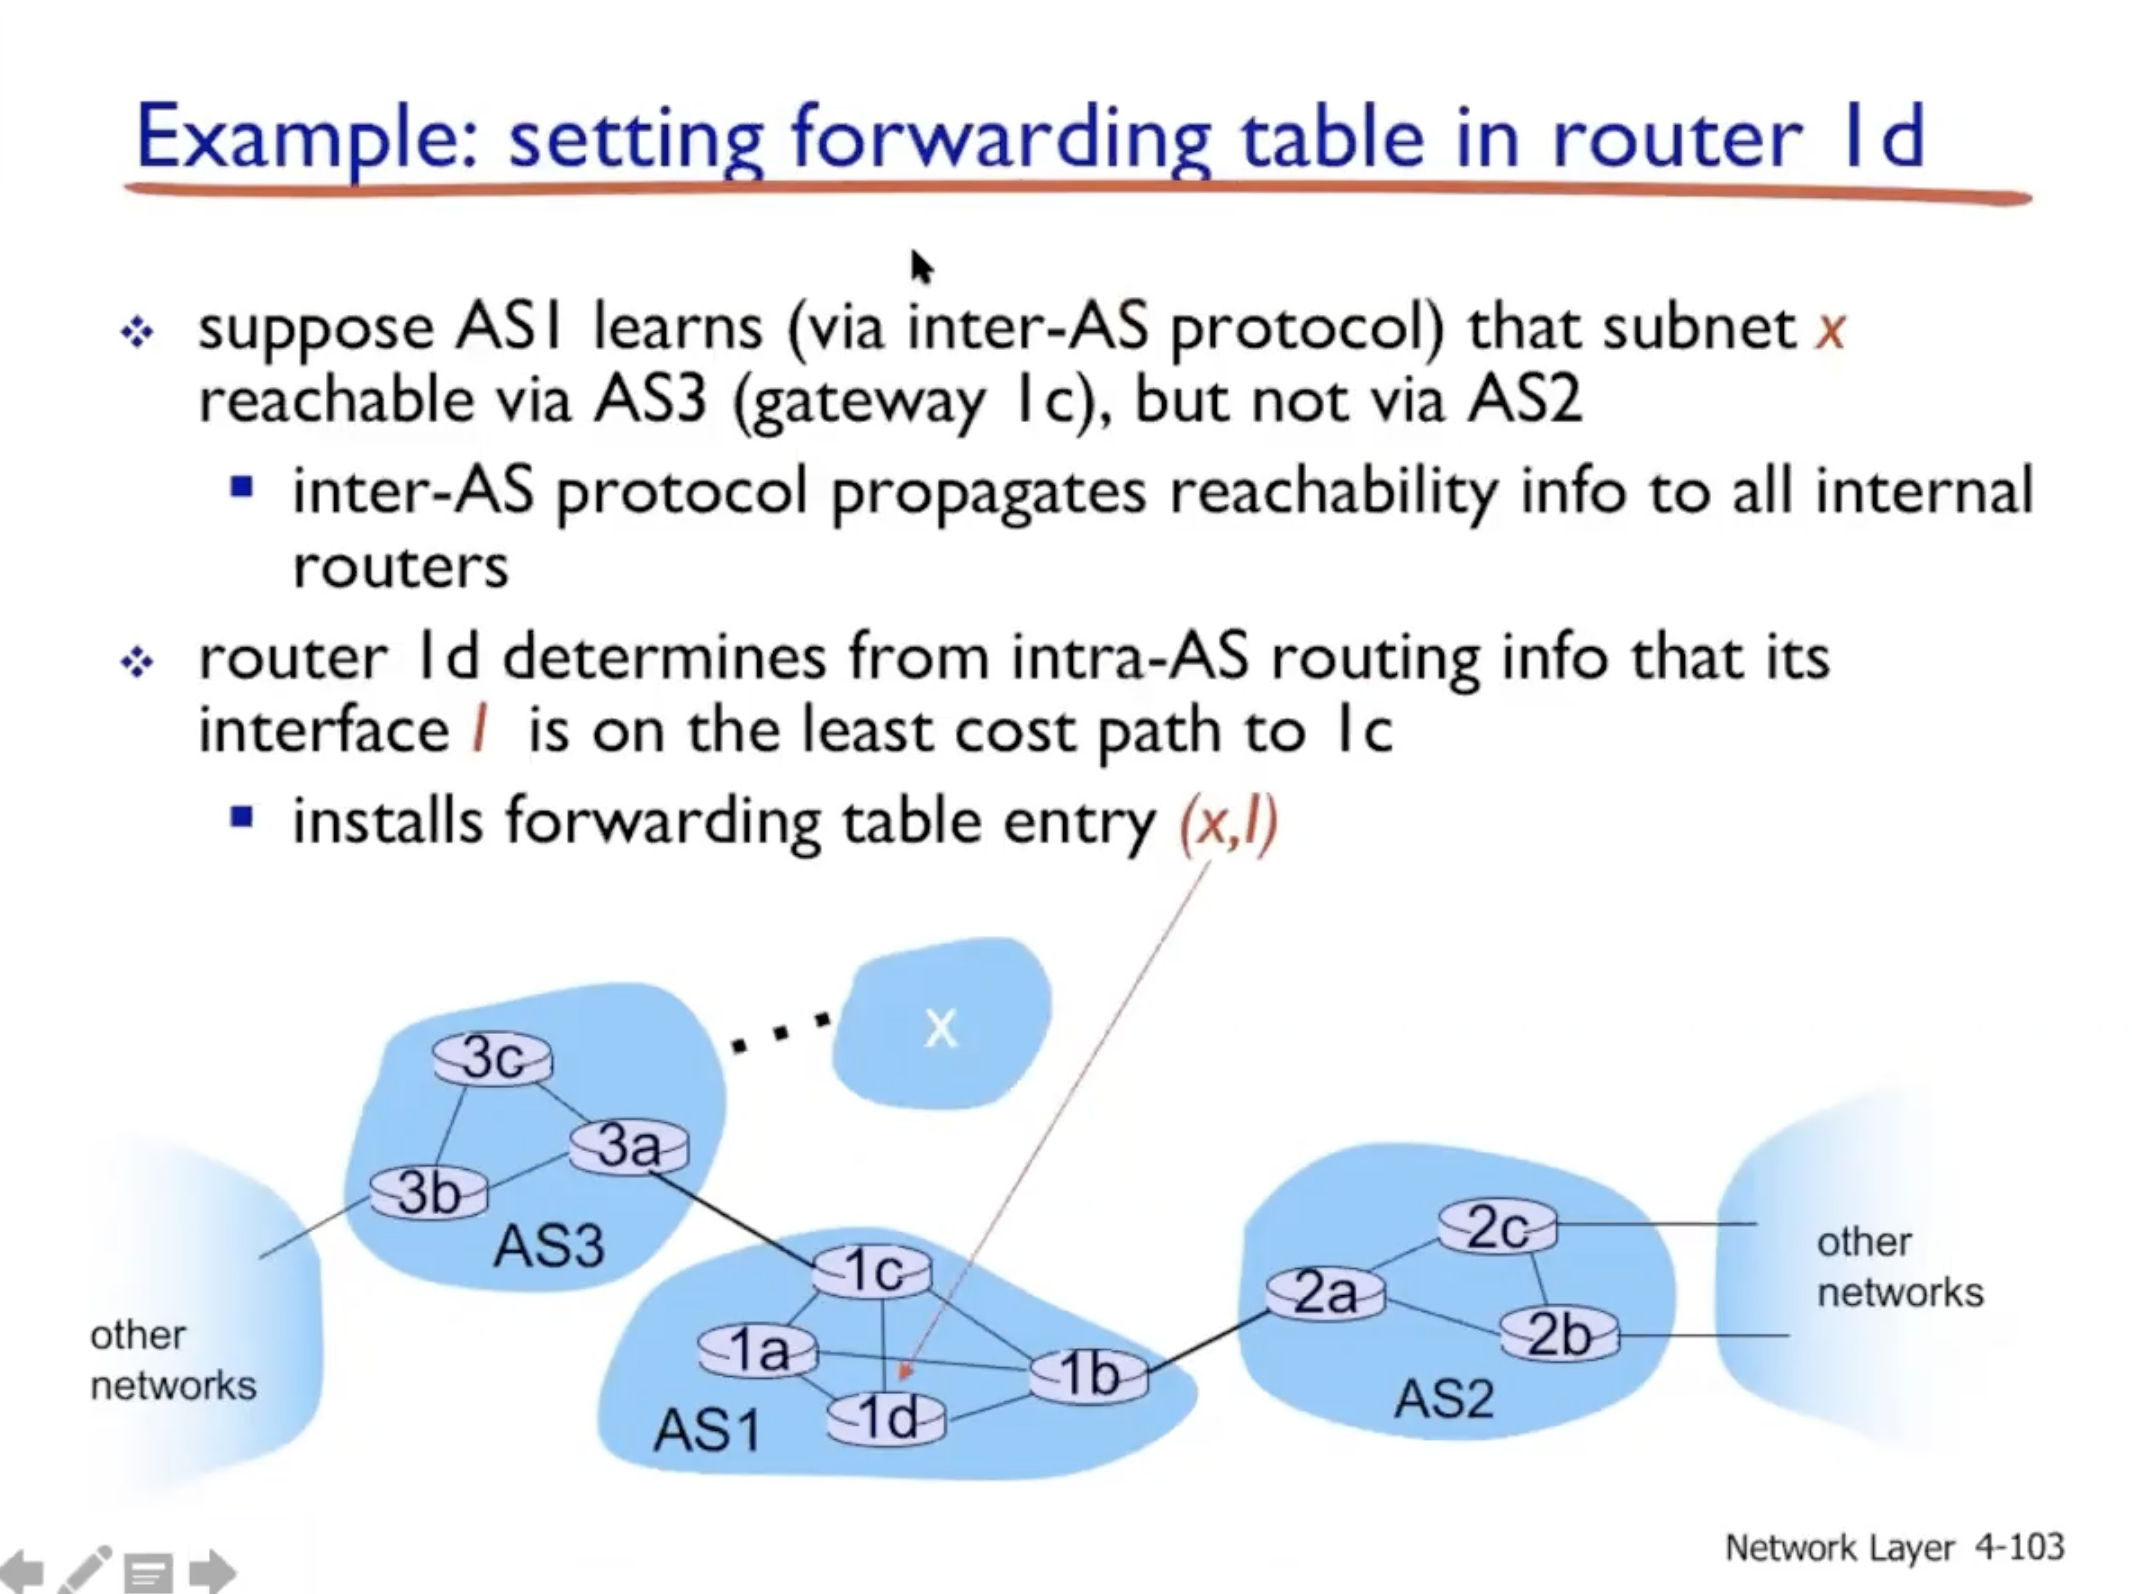 Example: setting forwarding table in router 1d
suppose AS1 learns (via inter-AS protocol) that subnet x
reachable via AS3 (gateway 1c), but not via AS2
inter-AS protocol propagates reachability info to all internal
routers
router 1d determines from intra-AS routing info that its
interface I is on the least cost path to 1c
installs forwarding table entry (x,I)
x
3c
3a
3b
AS3
other
networks
1c
1a
1b
1d
AS1
2c
2a
2b
AS2
other
networks
Network Layer 4-103